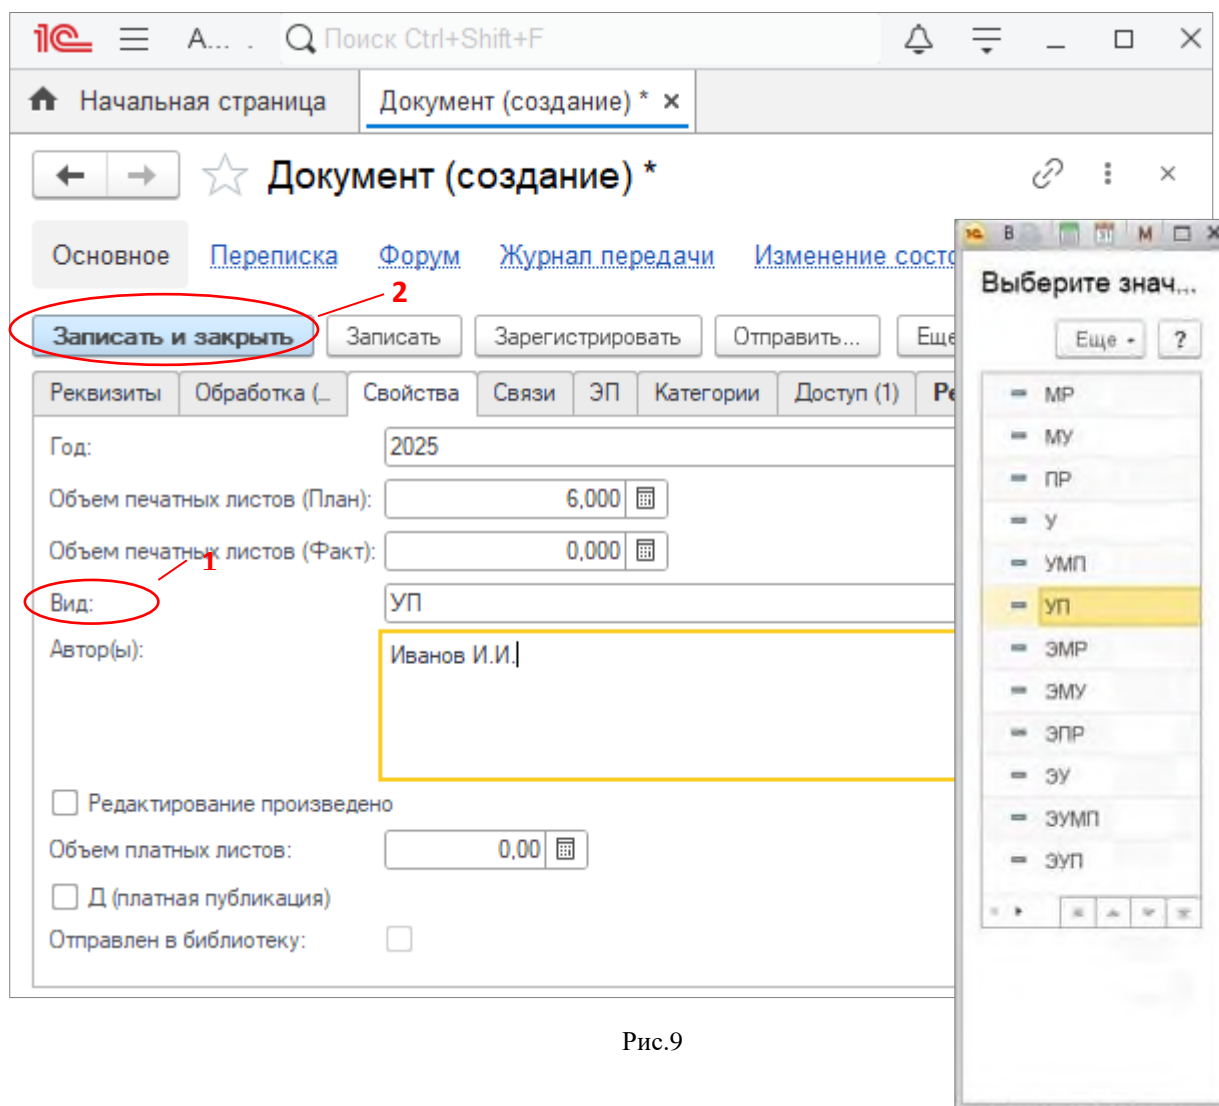 1С А... . Поиск Ctrl+Shift+F
Начальная страница Документ (создание) * ×
Документ (создание) *
Основное Переписка Форум Журнал передачи Изменение состо
2
Записать и закрыть Записать Зарегистрировать Отправить... Еще
Реквизиты Обработка (... Свойства Связи ЭП Категории Доступ (1) Ре
Год: 2025
Объем печатных листов (План): 6,000
Объем печатных листов (Факт): 0,000
1
Вид: УП
Автор(ы): Иванов И.И.
Редактирование произведено
Объем платных листов: 0,00
Д (платная публикация)
Отправлен в библиотеку:
В 31 M
Выберите знач...
Еще ?
МР
МУ
ПР
У
УМП
УП
ЭМР
ЭМУ
ЭПР
ЭУ
ЭУМП
ЭУП
Рис.9